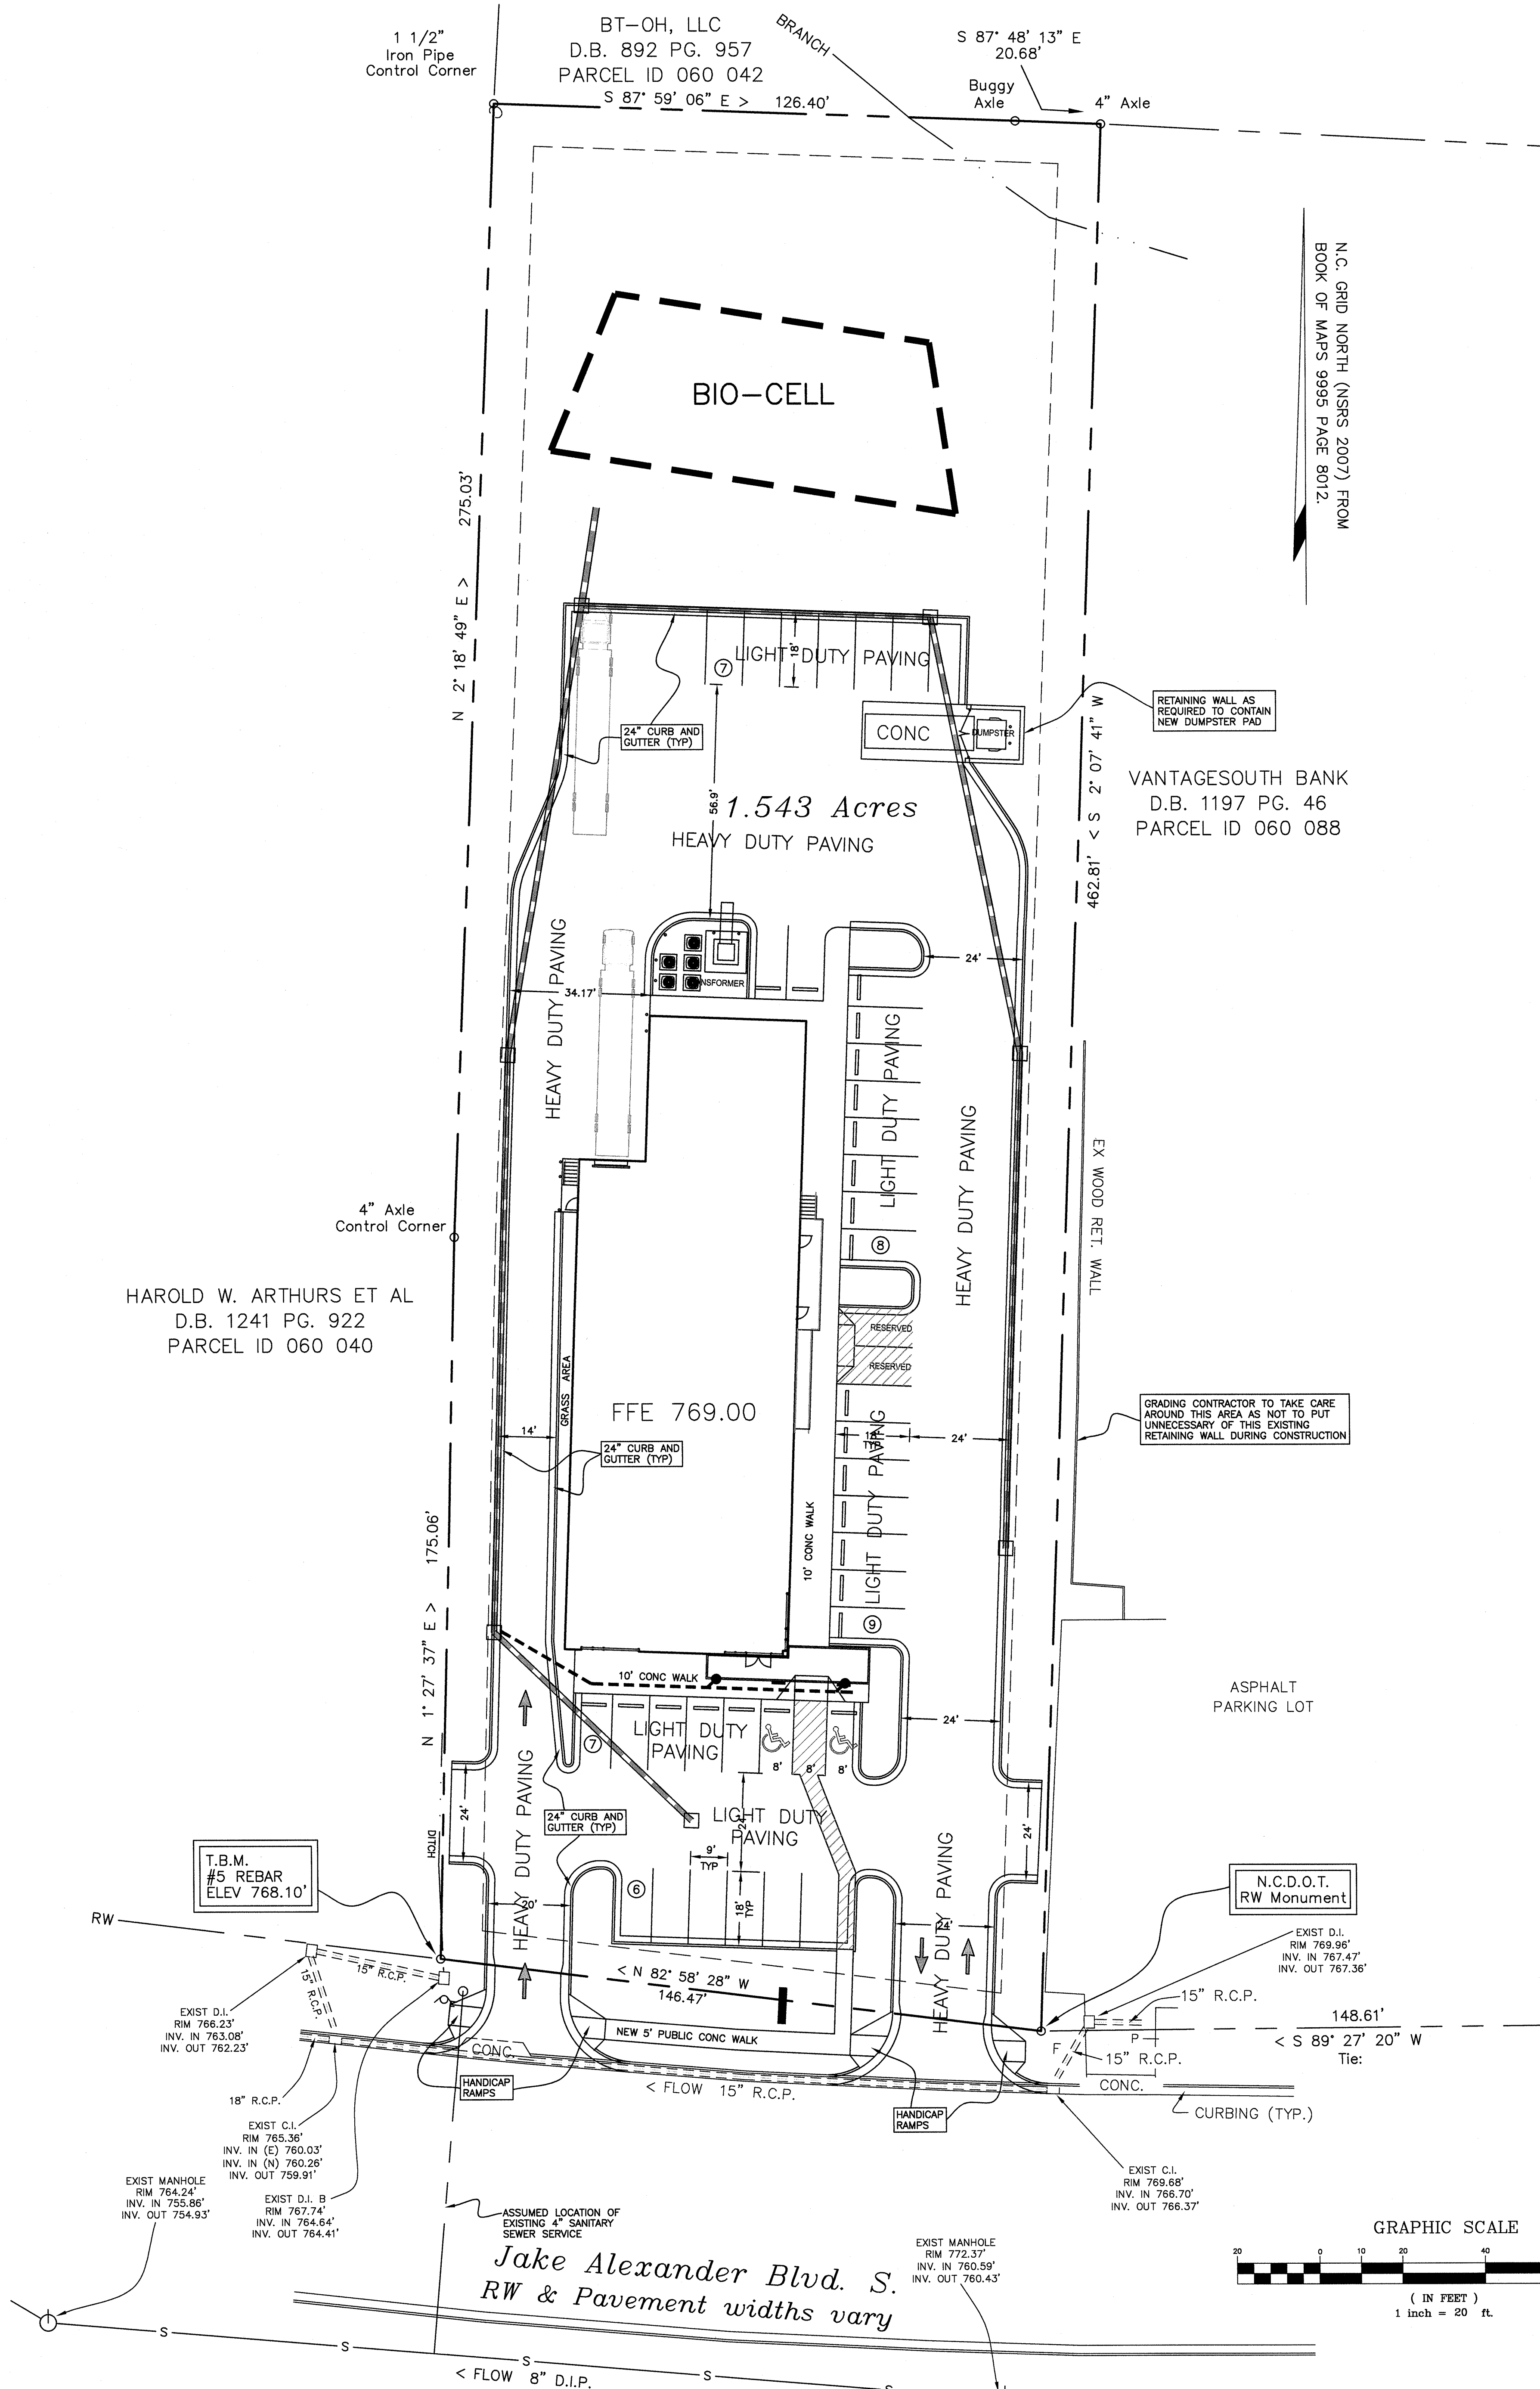 BT-OH, LLC
D.B. 892 PG. 957
PARCEL ID 060 042
1 1/2"
Iron Pipe
Control Corner
S 87° 59' 06" E > 126.40'
BRANCH
S 87° 48' 13" E
20.68'
Buggy
Axle
4" Axle
N.C. GRID NORTH (NSRS 2007) FROM
BOOK OF MAPS 9995 PAGE 8012.
BIO-CELL
N 2° 18' 49" E > 275.03'
LIGHT DUTY PAVING
18'
7
24" CURB AND
GUTTER (TYP)
CONC
DUMPSTER
RETAINING WALL AS
REQUIRED TO CONTAIN
NEW DUMPSTER PAD
VANTAGESOUTH BANK
D.B. 1197 PG. 46
PARCEL ID 060 088
462.81' < S 2° 07' 41" W
56.9'
1.543 Acres
HEAVY DUTY PAVING
HEAVY DUTY PAVING
34.17'
NSFORMER
24'
LIGHT DUTY PAVING
HEAVY DUTY PAVING
EX WOOD RET. WALL
8
4" Axle
Control Corner
HAROLD W. ARTHURS ET AL
D.B. 1241 PG. 922
PARCEL ID 060 040
RESERVED
RESERVED
GRASS AREA
FFE 769.00
14'
24" CURB AND
GUTTER (TYP)
TYP
24'
LIGHT DUTY PAVING
10' CONC WALK
9
GRADING CONTRACTOR TO TAKE CARE
AROUND THIS AREA AS NOT TO PUT
UNNECESSARY OF THIS EXISTING
RETAINING WALL DURING CONSTRUCTION
N 1° 27' 37" E > 175.06'
10' CONC WALK
LIGHT DUTY
PAVING
7
8'
8'
8'
24'
ASPHALT
PARKING LOT
HEAVY DUTY PAVING
24'
DITCH
24" CURB AND
GUTTER (TYP)
LIGHT DUTY
PAVING
24'
9'
TYP
6
18'
TYP
20'
24'
HEAVY DUTY PAVING
24'
T.B.M.
#5 REBAR
ELEV 768.10'
RW
N.C.D.O.T.
RW Monument
EXIST D.I.
RIM 769.96'
INV. IN 767.47'
INV. OUT 767.36'
15" R.C.P.
15" R.C.P.
< N 82° 58' 28" W
146.47'
NEW 5' PUBLIC CONC WALK
EXIST D.I.
RIM 766.23'
INV. IN 763.08'
INV. OUT 762.23'
CONC.
HANDICAP
RAMPS
< FLOW 15" R.C.P.
HANDICAP
RAMPS
15" R.C.P.
P
F
15" R.C.P.
CONC.
148.61'
< S 89° 27' 20" W
Tie:
CURBING (TYP.)
18" R.C.P.
EXIST C.I.
RIM 765.36'
INV. IN (E) 760.03'
INV. IN (N) 760.26'
INV. OUT 759.91'
EXIST MANHOLE
RIM 764.24'
INV. IN 755.86'
INV. OUT 754.93'
EXIST D.I. B
RIM 767.74'
INV. IN 764.64'
INV. OUT 764.41'
EXIST C.I.
RIM 769.68'
INV. IN 766.70'
INV. OUT 766.37'
ASSUMED LOCATION OF
EXISTING 4" SANITARY
SEWER SERVICE
EXIST MANHOLE
RIM 772.37'
INV. IN 760.59'
INV. OUT 760.43'
Jake Alexander Blvd. S.
RW & Pavement widths vary
GRAPHIC SCALE
20 0 10 20 40
( IN FEET )
1 inch = 20 ft.
S S S S S
< FLOW 8" D.I.P.